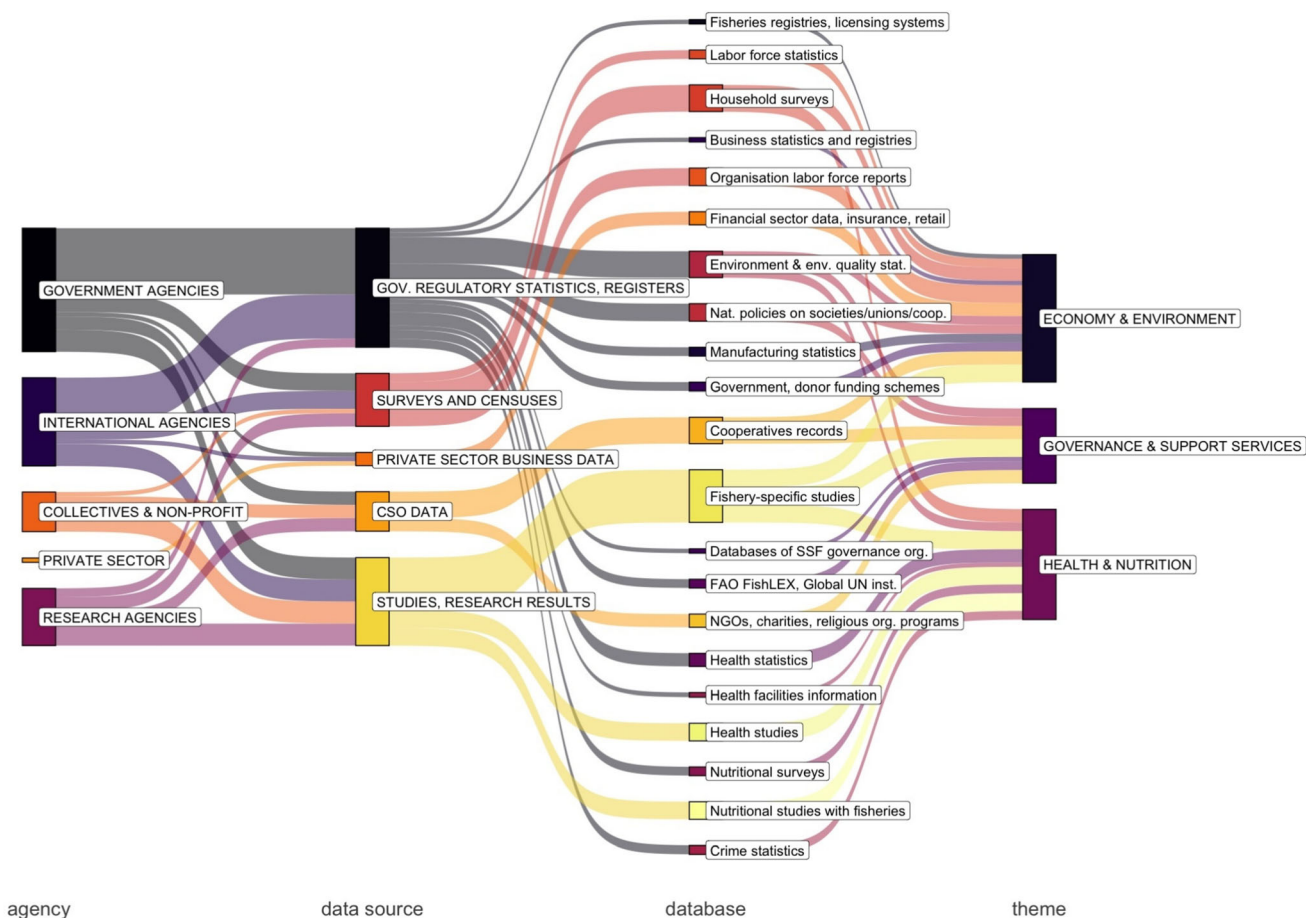 GOVERNMENT AGENCIES
INTERNATIONAL AGENCIES
COLLECTIVES & NON-PROFIT
PRIVATE SECTOR
RESEARCH AGENCIES
GOV. REGULATORY STATISTICS, REGISTERS
SURVEYS AND CENSUSES
PRIVATE SECTOR BUSINESS DATA
CSO DATA
STUDIES, RESEARCH RESULTS
Fisheries registries, licensing systems
Labor force statistics
Household surveys
Business statistics and registries
Organisation labor force reports
Financial sector data, insurance, retail
Environment & env. quality stat.
Nat. policies on societies/unions/coop.
Manufacturing statistics
Government, donor funding schemes
Cooperatives records
Fishery-specific studies
Databases of SSF governance org.
FAO FishLEX, Global UN inst.
NGOs, charities, religious org. programs
Health statistics
Health facilities information
Health studies
Nutritional surveys
Nutritional studies with fisheries
Crime statistics
ECONOMY & ENVIRONMENT
GOVERNANCE & SUPPORT SERVICES
HEALTH & NUTRITION
agency
data source
database
theme